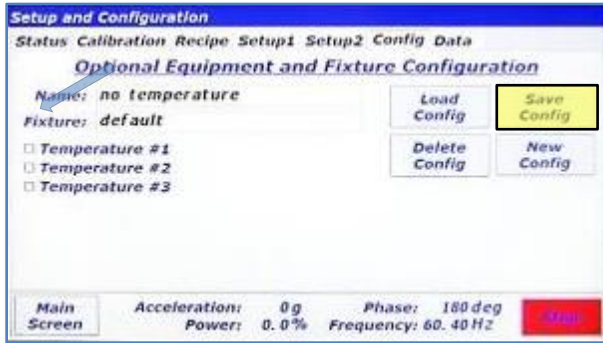 Setup and Configuration
Status Calibration Recipe Setup1 Setup2 Config Data
Optional Equipment and Fixture Configuration
Name: no temperature
Fixture: default
Load Config
Save Config
Temperature #1
Temperature #2
Temperature #3
Delete Config
New Config
Main Screen
Acceleration: 0 g
Phase: 180 deg
Power: 0.0%
Frequency: 60.40 Hz
Stop